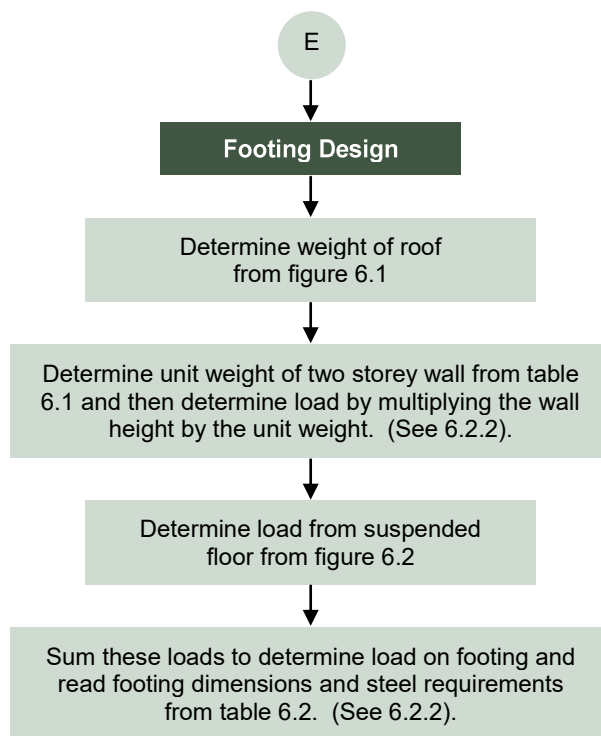 E
Footing Design
Determine weight of roof
from figure 6.1
Determine unit weight of two storey wall from table
6.1 and then determine load by multiplying the wall
height by the unit weight.  (See 6.2.2).
Determine load from suspended
floor from figure 6.2
Sum these loads to determine load on footing and
read footing dimensions and steel requirements
from table 6.2.  (See 6.2.2).